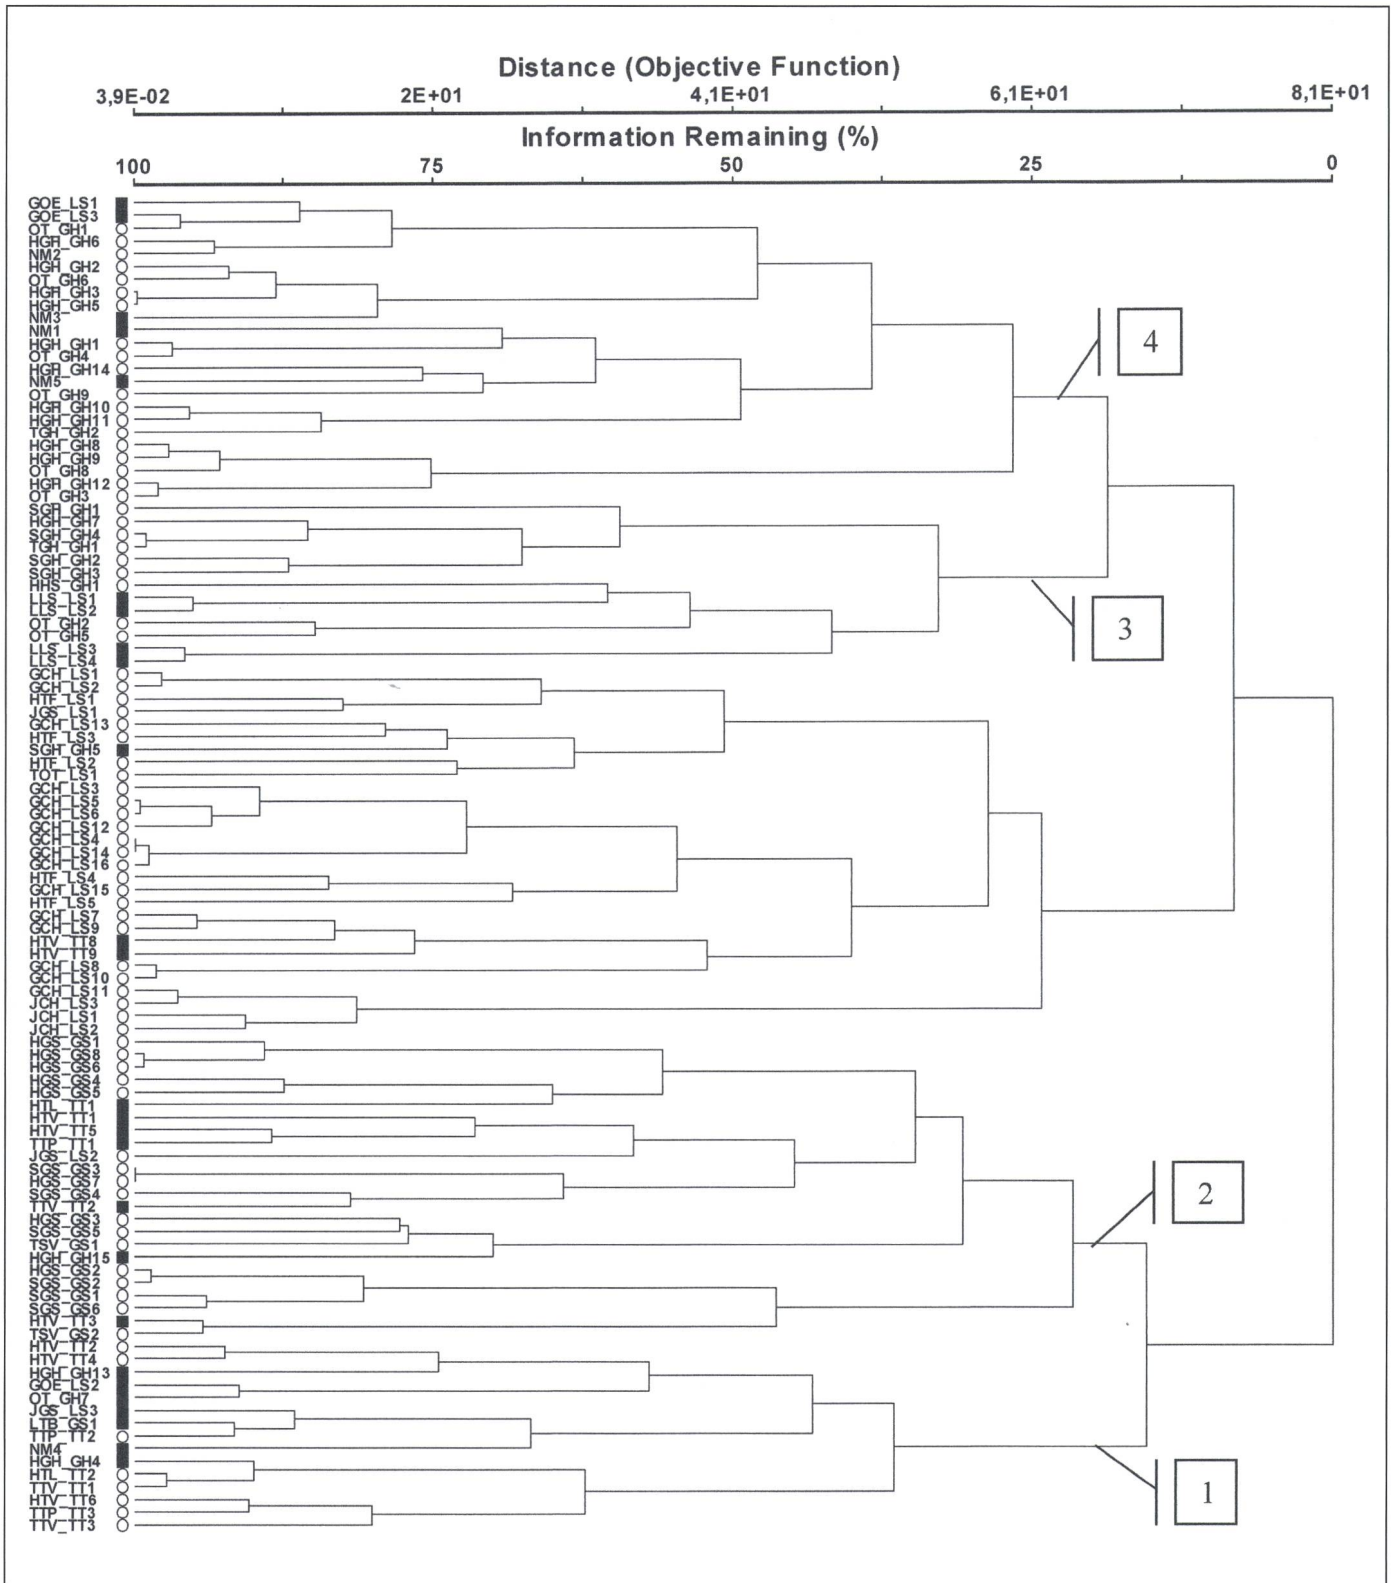 Distance (Objective Function)
3,9E-02 2E+01 4,1E+01 6,1E+01 8,1E+01
Information Remaining (%)
100 75 50 25 0
GOE_LS1
GOE_LS3
OT_GH1
HGH_GH6
NM2
HGH_GH2
OT_GH6
HGH_GH3
HGH_GH5
NM3
NM1
HGH_GH1
OT_GH4
HGH_GH14
NM5
OT_GH9
HGH_GH10
HGH_GH11
TGH_GH2
HGH_GH8
HGH_GH9
OT_GH8
HGH_GH12
OT_GH3
SGH_GH1
HGH_GH7
SGH_GH4
TGH_GH1
SGH_GH2
SGH_GH3
HHS_GH1
LLS_LS1
LLS_LS2
OT_GH2
OT_GH5
LLS_LS3
LLS_LS4
GCH_LS1
GCH_LS2
HTF_LS1
JGS_LS1
GCH_LS13
HTF_LS3
SGH_GH5
HTF_LS2
TOT_LS1
GCH_LS3
GCH_LS5
GCH_LS6
GCH_LS12
GCH_LS4
GCH_LS14
GCH_LS16
HTF_LS4
GCH_LS15
HTF_LS5
GCH_LS7
GCH_LS9
HTV_TT8
HTV_TT9
GCH_LS8
GCH_LS10
GCH_LS11
JCH_LS3
JCH_LS1
JCH_LS2
HGS_GS1
HGS_GS8
HGS_GS6
HGS_GS4
HGS_GS5
HTL_TT1
HTV_TT1
HTV_TT5
TTP_TT1
JGS_LS2
SGS_GS3
HGS_GS7
SGS_GS4
TTV_TT2
HGS_GS3
SGS_GS5
TSV_GS1
HGH_GH15
HGS_GS2
SGS_GS2
SGS_GS1
SGS_GS6
HTV_TT3
TSV_GS2
HTV_TT2
HTV_TT4
HGH_GH13
GOE_LS2
OT_GH7
JGS_LS3
LTB_GS1
TTP_TT2
NM4
HGH_GH4
HTL_TT2
TTV_TT1
HTV_TT6
TTP_TT3
TTV_TT3
4
3
2
1